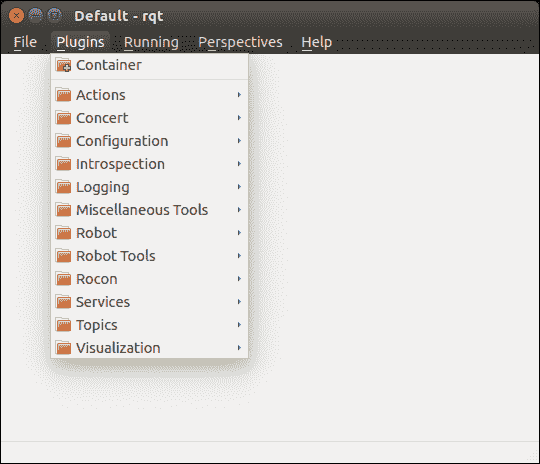 Default - rqt
File Plugins Running Perspectives Help
Container
Actions
Concert
Configuration
Introspection
Logging
Miscellaneous Tools
Robot
Robot Tools
Rocon
Services
Topics
Visualization